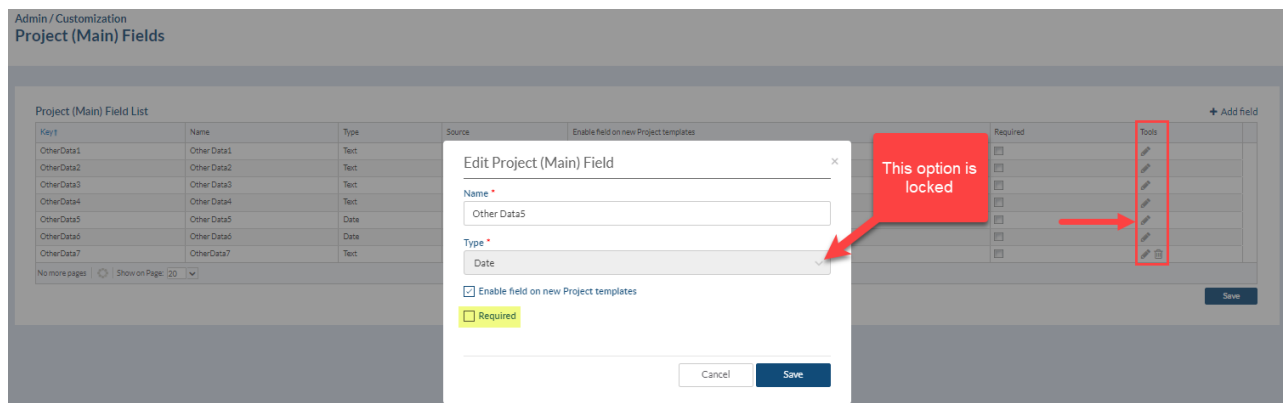 Admin / Customization
Project (Main) Fields
Project (Main) Field List
+ Add field
Key↑ Name Type Source Enable field on new Project templates Required Tools
OtherData1 Other Data1 Text
OtherData2 Other Data2 Text
OtherData3 Other Data3 Text
OtherData4 Other Data4 Text
OtherData5 Other Data5 Date
OtherData6 Other Data6 Date
OtherData7 OtherData7 Text
No more pages Show on Page: 20
Save
Edit Project (Main) Field
Name *
Other Data5
Type *
Date
Enable field on new Project templates
Required
Cancel Save
This option is
locked